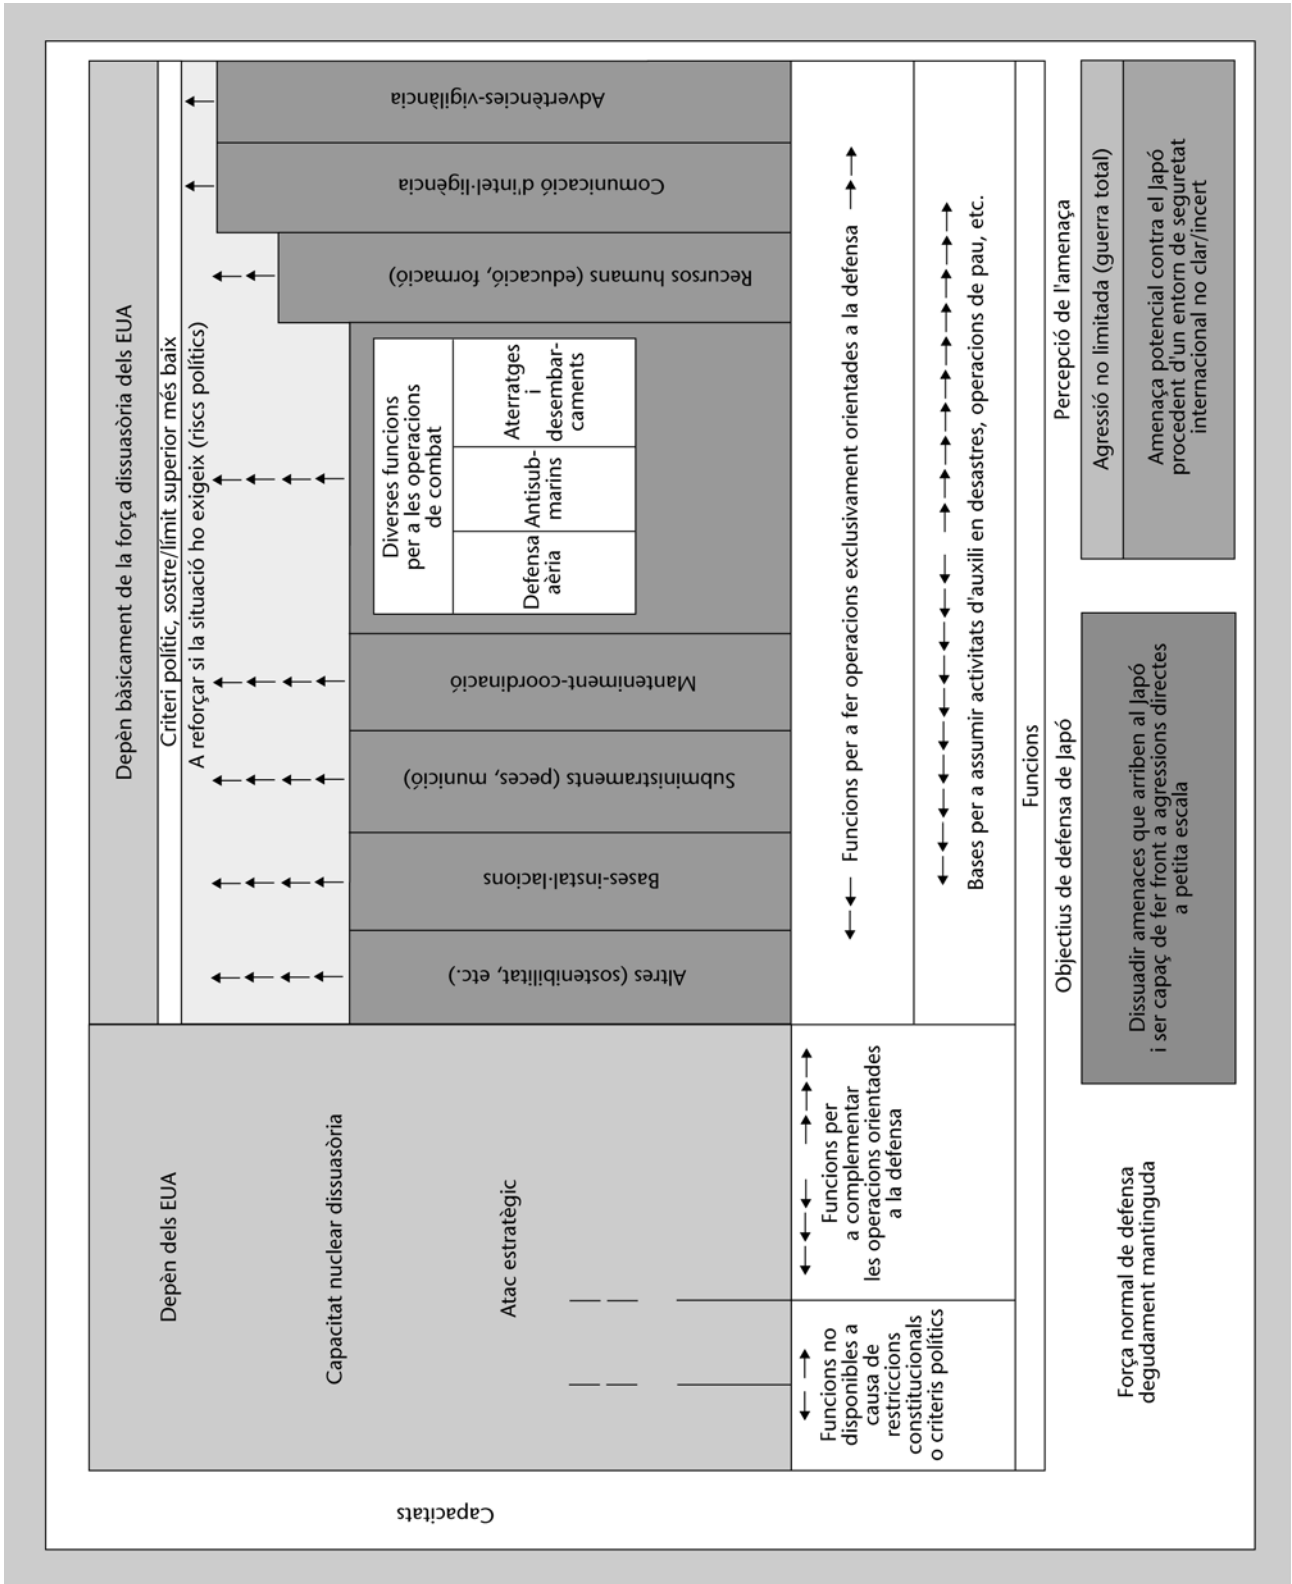 Capacitats
Depèn dels EUA
Capacitat nuclear dissuasòria
Atac estratègic
Depèn bàsicament de la força dissuasòria dels EUA
Criteri polític, sostre/límit superior més baix
A reforçar si la situació ho exigeix (riscs polítics)
Altres (sostenibilitat, etc.)
Bases-instal·lacions
Subministraments (peces, munició)
Manteniment-coordinació
Diverses funcions
per a les operacions
de combat
Defensa
aèria
Antisub-
marins
Aterratges
i
desembar-
caments
Recursos humans (educació, formació)
Comunicació d'intel·ligència
Advertències-vigilància
Funcions no
disponibles a
causa de
restriccions
constitucionals
o criteris polítics
Funcions per
a complementar
les operacions orientades
a la defensa
Funcions per a fer operacions exclusivament orientades a la defensa
Bases per a assumir activitats d'auxili en desastres, operacions de pau, etc.
Funcions
Objectius de defensa de Japó
Percepció de l'amenaça
Força normal de defensa
degudament mantinguda
Dissuadir amenaces que arriben al Japó
i ser capaç de fer front a agressions directes
a petita escala
Agressió no limitada (guerra total)
Amenaça potencial contra el Japó
procedent d'un entorn de seguretat
internacional no clar/incert